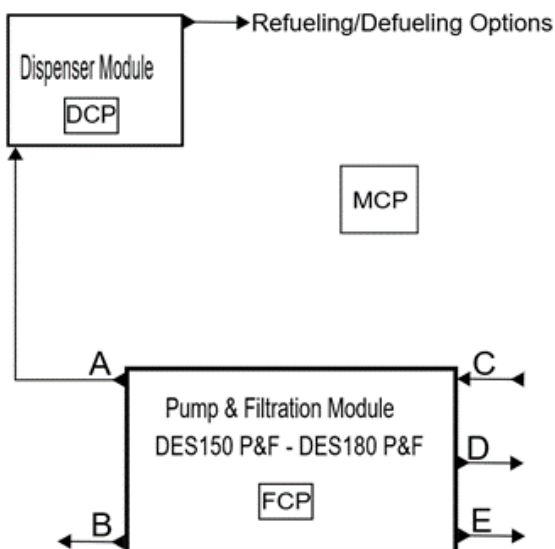 Refueling/Defueling Options
Dispenser Module
DCP
MCP
A
C
Pump & Filtration Module
DES150 P&F - DES180 P&F
D
FCP
B
E